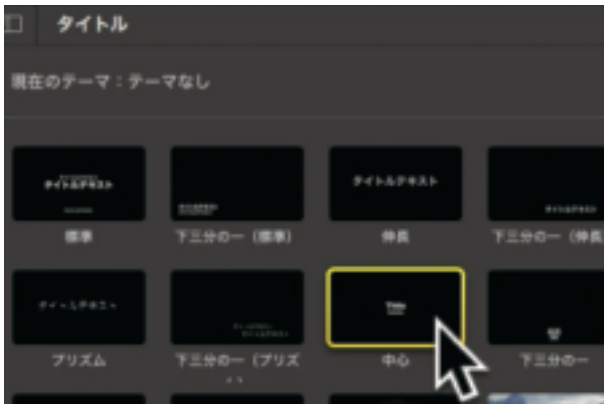 タイトル
現在のテーマ：テーマなし
タイトルテキスト
タイトルテキスト
標準
下三分の一（標準）
伸長
下三分の一（伸長
Title
プリズム
下三分の一（プリズ
中心
下三分の一